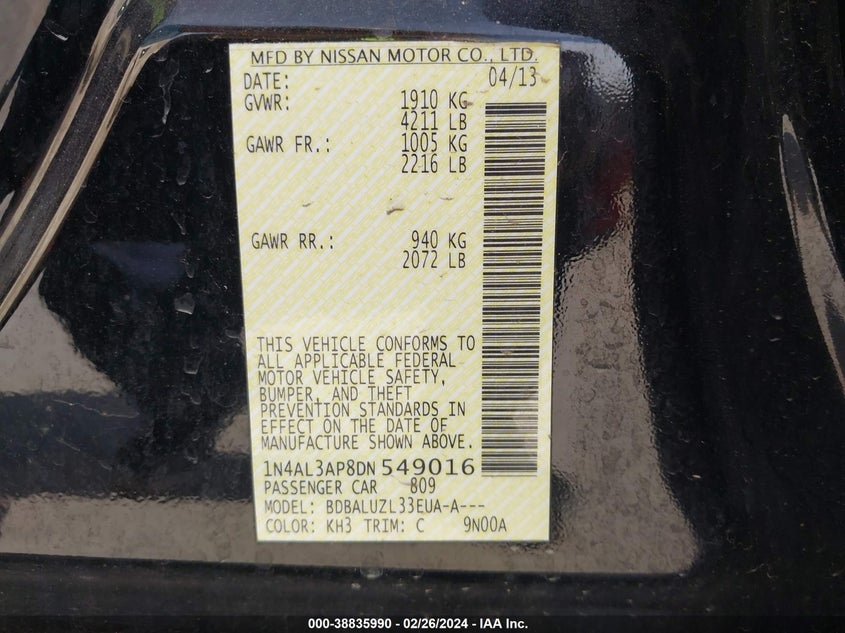 MFD BY NISSAN MOTOR CO., LTD.
DATE: 04/13
GVWR: 1910 KG
4211 LB
GAWR FR.: 1005 KG
2216 LB
GAWR RR.: 940 KG
2072 LB
THIS VEHICLE CONFORMS TO
ALL APPLICABLE FEDERAL
MOTOR VEHICLE SAFETY,
BUMPER, AND THEFT
PREVENTION STANDARDS IN
EFFECT ON THE DATE OF
MANUFACTURE SHOWN ABOVE.
1N4AL3AP8DN549016
PASSENGER CAR 809
MODEL: BDBALUZL33EUA-A---
COLOR: KH3 TRIM: C 9N00A
000-38835990 - 02/26/2024 - IAA Inc.